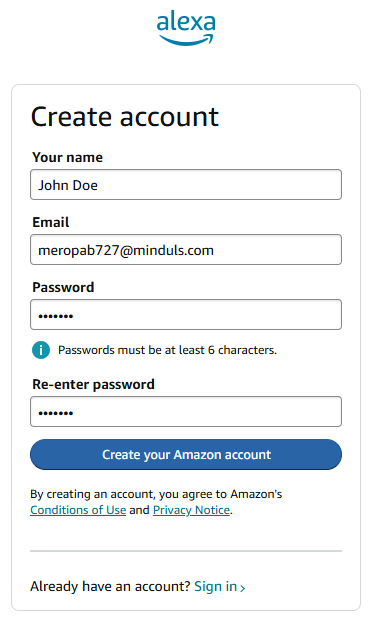 alexa
Create account
Your name
John Doe
Email
meropab727@minduls.com
Password
•••••••
Passwords must be at least 6 characters.
Re-enter password
•••••••
Create your Amazon account
By creating an account, you agree to Amazon's
Conditions of Use and Privacy Notice.
Already have an account? Sign in ›